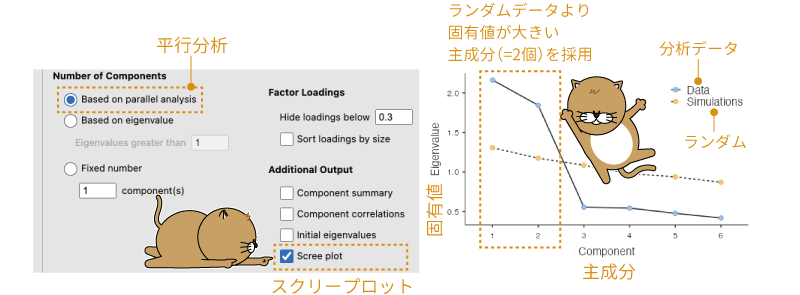 平行分析
Number of Components
Based on parallel analysis
Based on eigenvalue
Eigenvalues greater than 1
Fixed number
1 component(s)
Factor Loadings
Hide loadings below 0.3
Sort loadings by size
Additional Output
Component summary
Component correlations
Initial eigenvalues
Scree plot
スクリープロット
ランダムデータより
固有値が大きい
主成分(=2個)を採用
分析データ
Data
Simulations
ランダム
固有値
Eigenvalue
2.0
1.5
1.0
0.5
1 2 3 4 5 6
Component
主成分